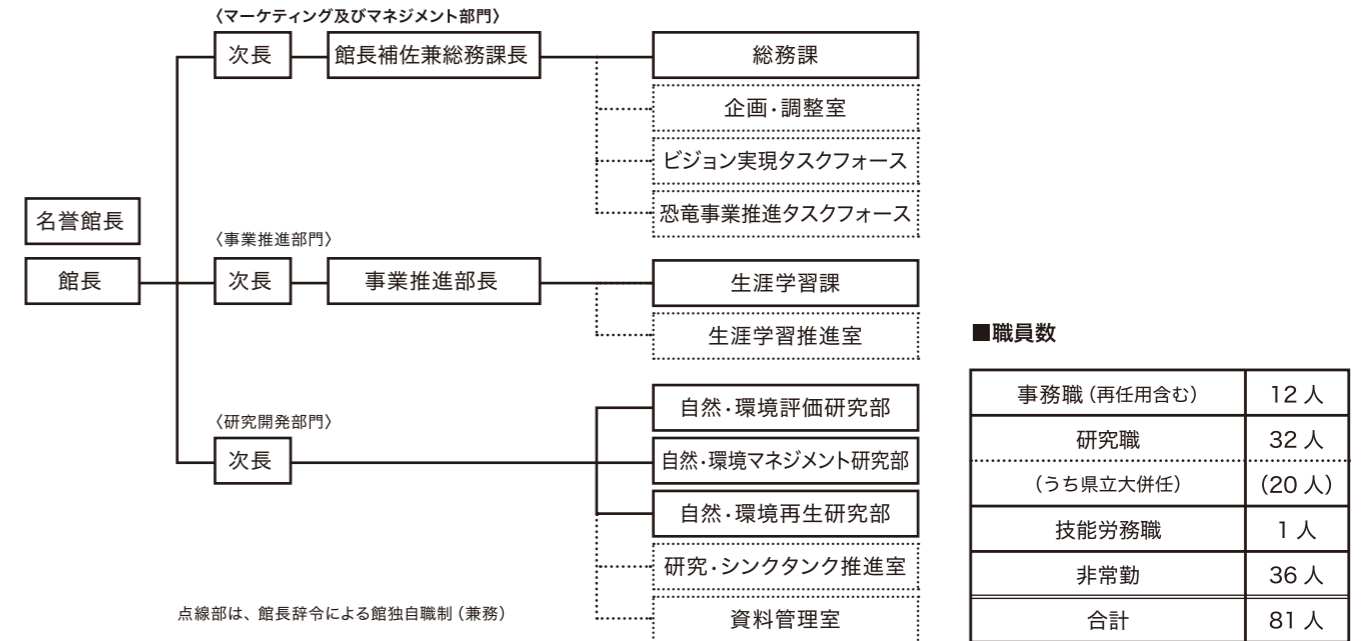 〈マーケティング及びマネジメント部門〉
次長
館長補佐兼総務課長
総務課
企画・調整室
ビジョン実現タスクフォース
恐竜事業推進タスクフォース
名誉館長
館長
〈事業推進部門〉
次長
事業推進部長
生涯学習課
生涯学習推進室
〈研究開発部門〉
次長
自然・環境評価研究部
自然・環境マネジメント研究部
自然・環境再生研究部
研究・シンクタンク推進室
資料管理室
点線部は、館長辞令による館独自職制（兼務）
■職員数
事務職（再任用含む） 12人
研究職 32人
（うち県立大併任） （20人）
技能労務職 1人
非常勤 36人
合計 81人